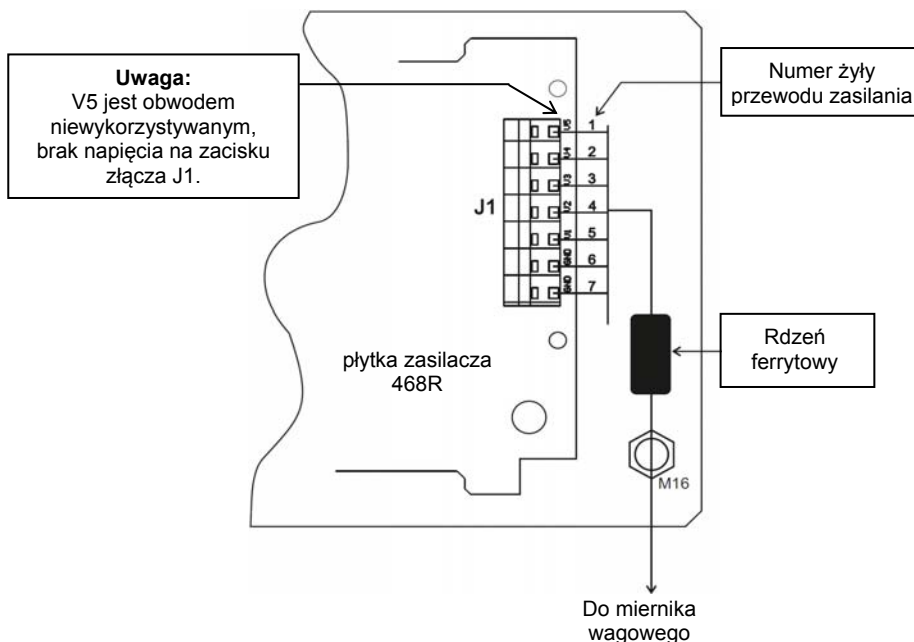 Uwaga:
V5 jest obwodem
niewykorzystywanym,
brak napięcia na zacisku
złącza J1.
Numer żyły
przewodu zasilania
J1
V5 1
V4 2
V3 3
V2 4
V1 5
GND 6
GND 7
płytka zasilacza
468R
Rdzeń
ferrytowy
M16
Do miernika
wagowego